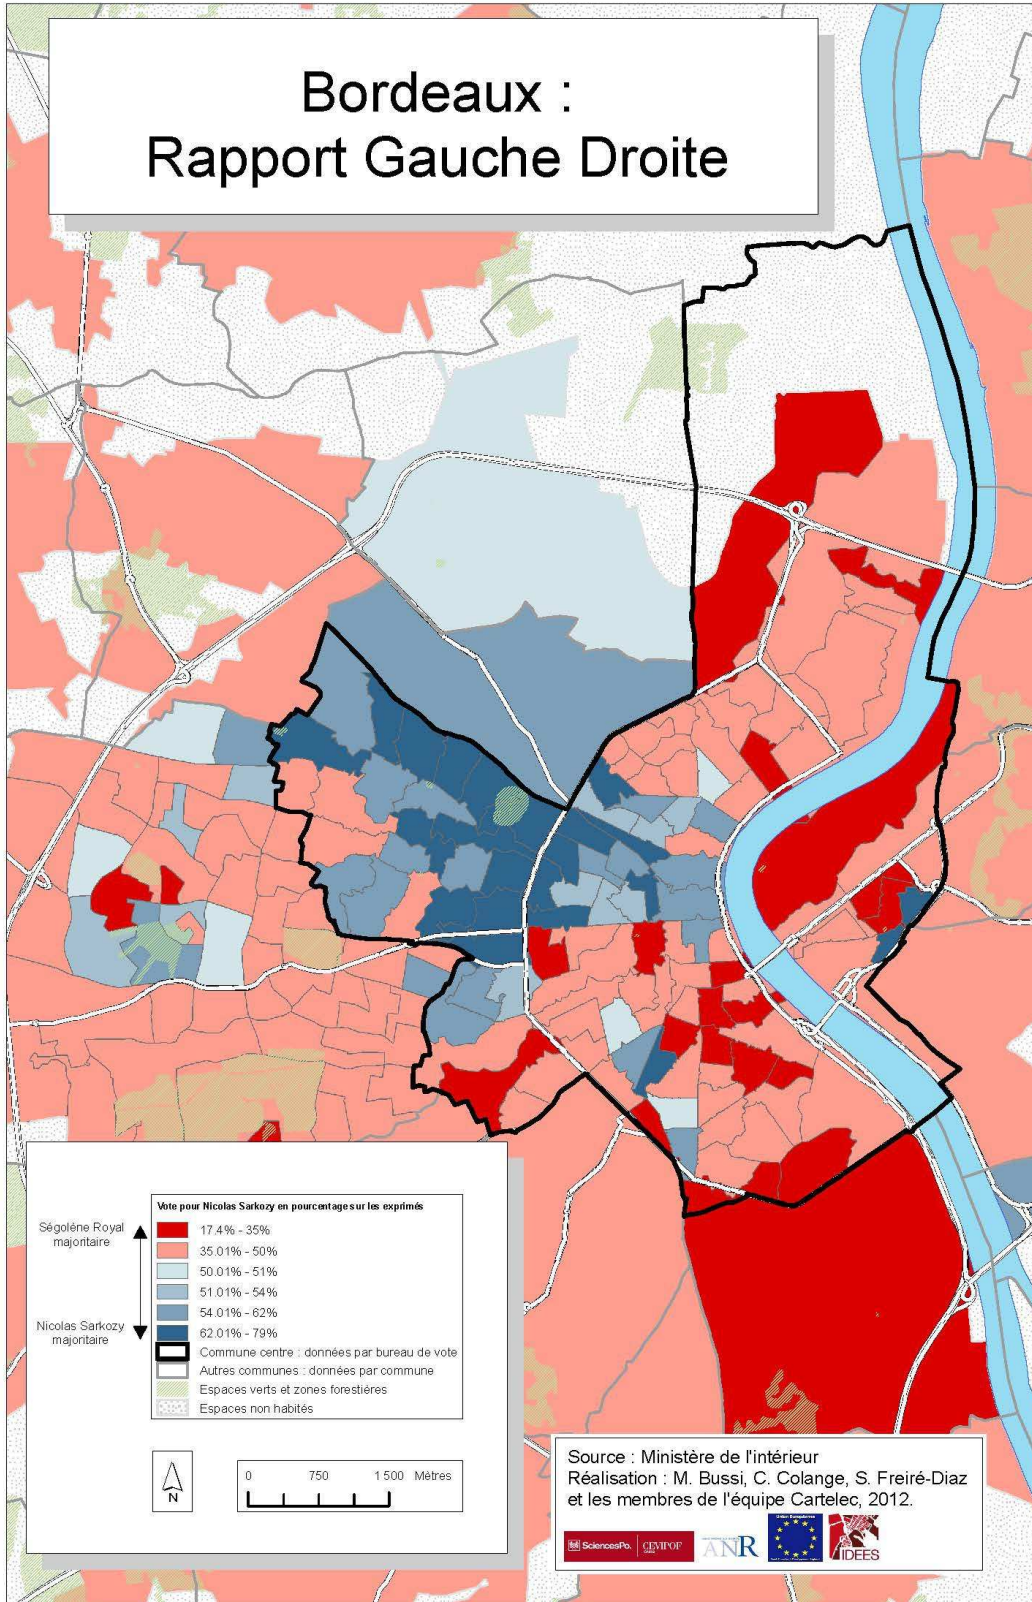 Bordeaux :
Rapport Gauche Droite
Vote pour Nicolas Sarkozy en pourcentage sur les exprimés
Ségolène Royal
majoritaire
Nicolas Sarkozy
majoritaire
17.4% - 35%
35.01% - 50%
50.01% - 51%
51.01% - 54%
54.01% - 62%
62.01% - 79%
Commune centre : données par bureau de vote
Autres communes : données par commune
Espaces verts et zones forestières
Espaces non habités
N
0 750 1 500 Mètres
Source : Ministère de l'intérieur
Réalisation : M. Bussi, C. Colange, S. Freiré-Diaz
et les membres de l'équipe Cartelec, 2012.
SciencesPo. CEVIPOF
ANR
IDEES